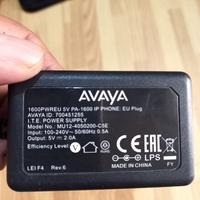 AVAYA
1600PWREU 5V PA-1600 IP PHONE; EU Plug
AVAYA ID: 700451255
I.T.E. POWER SUPPLY
Model No.: MU12-4050200-C5E
Input: 100-240V~50/60Hz 0.5A
Output: 5V 2.0A
Efficiency Level V
LPS
LEI F4 Rev.6
MADE IN CHINA
FY